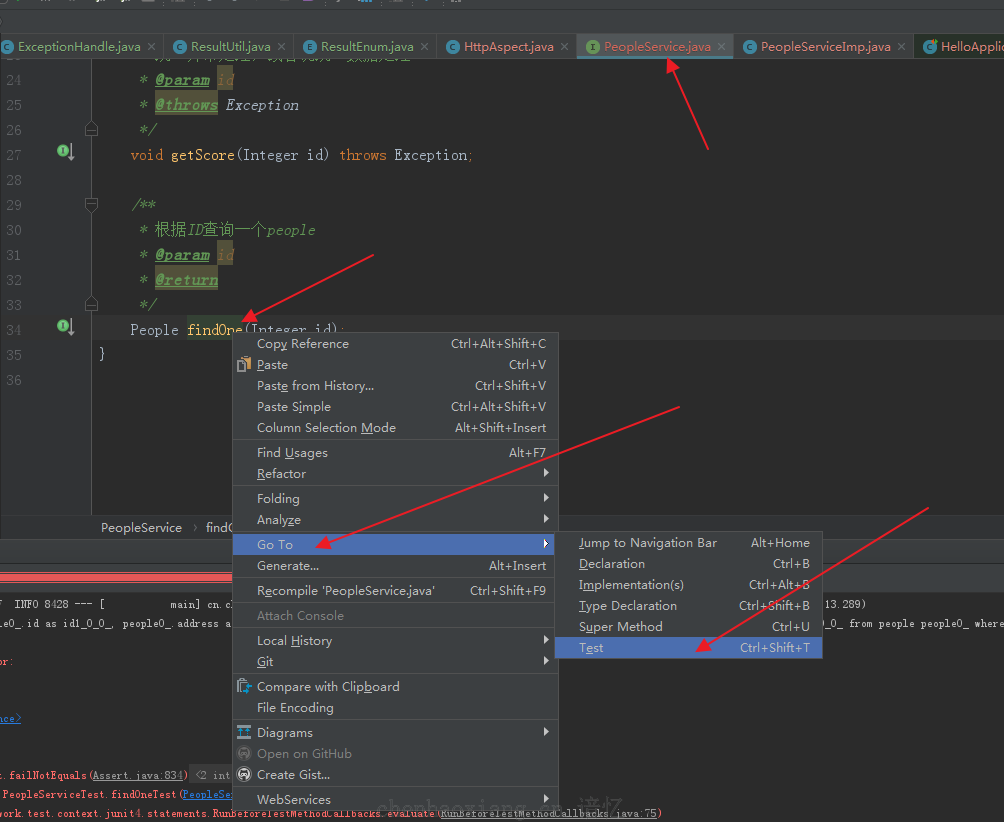 ExceptionHandle.java
ResultUtil.java
ResultEnum.java
HttpAspect.java
PeopleService.java
PeopleServiceImp.java
HelloApplic
24 * @param id
25 * @throws Exception
26 */
27 void getScore(Integer id) throws Exception;
28
29 /**
30 * 根据ID查询一个people
31 * @param id
32 * @return
33 */
34 People findOne(Integer id);
35 }
36
Copy Reference Ctrl+Alt+Shift+C
Paste Ctrl+V
Paste from History... Ctrl+Shift+V
Paste Simple Ctrl+Alt+Shift+V
Column Selection Mode Alt+Shift+Insert
Find Usages Alt+F7
Refactor
Folding
Analyze
Go To
Generate... Alt+Insert
Recompile 'PeopleService.java' Ctrl+Shift+F9
Attach Console
Local History
Git
Compare with Clipboard
File Encoding
Diagrams
Open on GitHub
Create Gist...
WebServices
Jump to Navigation Bar Alt+Home
Declaration Ctrl+B
Implementation(s) Ctrl+Alt+B
Type Declaration Ctrl+Shift+B
Super Method Ctrl+U
Test Ctrl+Shift+T
PeopleService › find
INFO 8428 --- [ main] cn.c
13.289)
le0_.id as id1_0_0_, people0_.address a
0_0_ from people people0_ where
or:
nce>
t.failNotEquals(Assert.java:834) <2 int
PeopleServiceTest.findOneTest(PeopleSe
work.test.context.junit4.statements.RunBeforeTestMethodCallbacks.evaluate(RunBeforeTestMethodCallbacks.java:75)